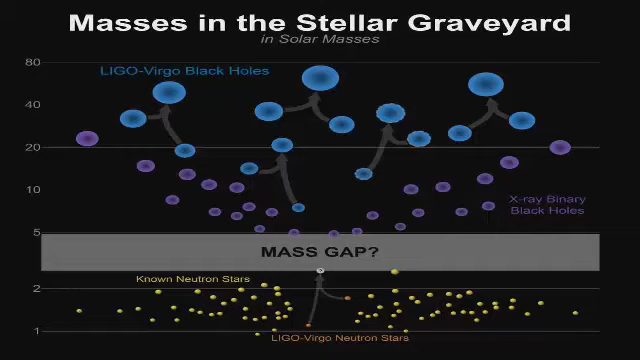 Masses in the Stellar Graveyard
in Solar Masses
80
LIGO-Virgo Black Holes
40
20
10
X-ray Binary
Black Holes
5
MASS GAP?
Known Neutron Stars
2
1
LIGO-Virgo Neutron Stars